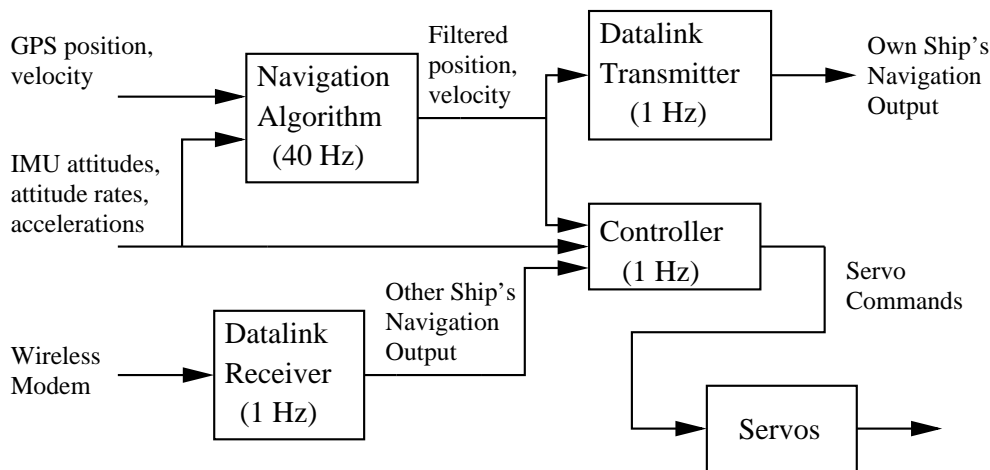 GPS position,
velocity
Navigation
Algorithm
(40 Hz)
Filtered
position,
velocity
Datalink
Transmitter
(1 Hz)
Own Ship's
Navigation
Output
IMU attitudes,
attitude rates,
accelerations
Controller
(1 Hz)
Servo
Commands
Other Ship's
Navigation
Output
Wireless
Modem
Datalink
Receiver
(1 Hz)
Servos